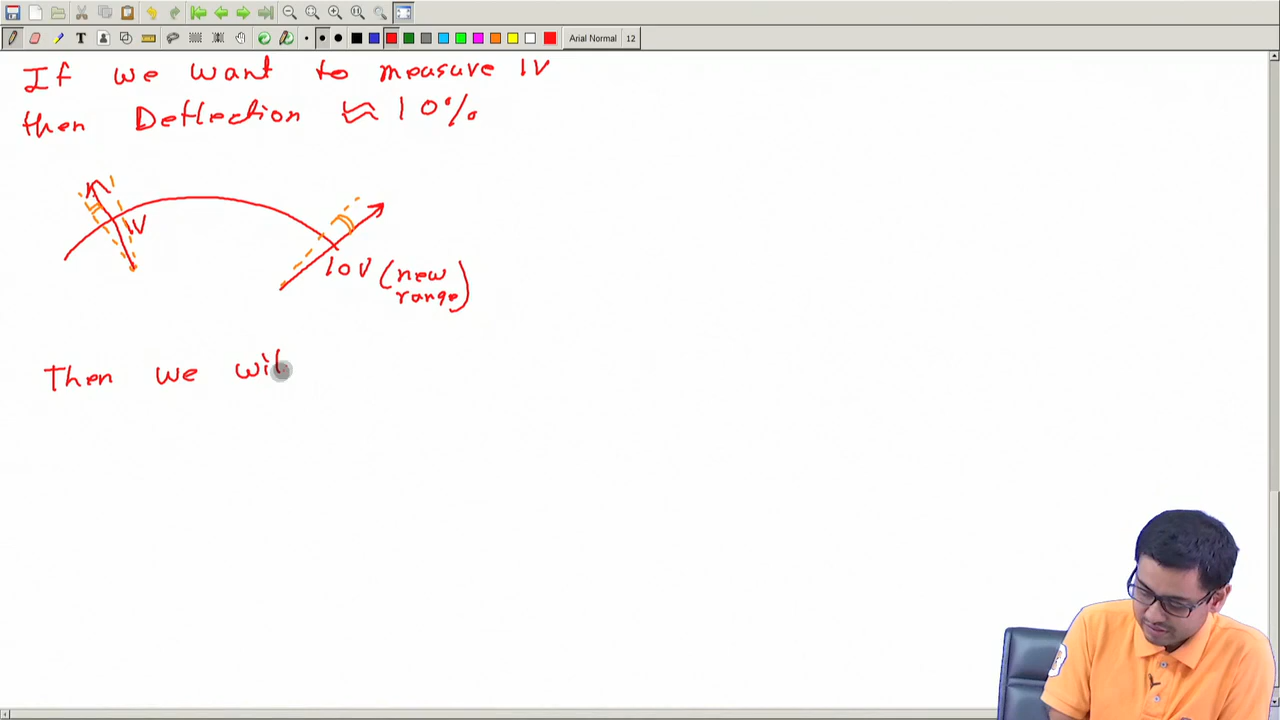 Arial Normal 12
If we want to measure 1V
then Deflection ≈ 10%
1V
10V (new
range)
Then we wil